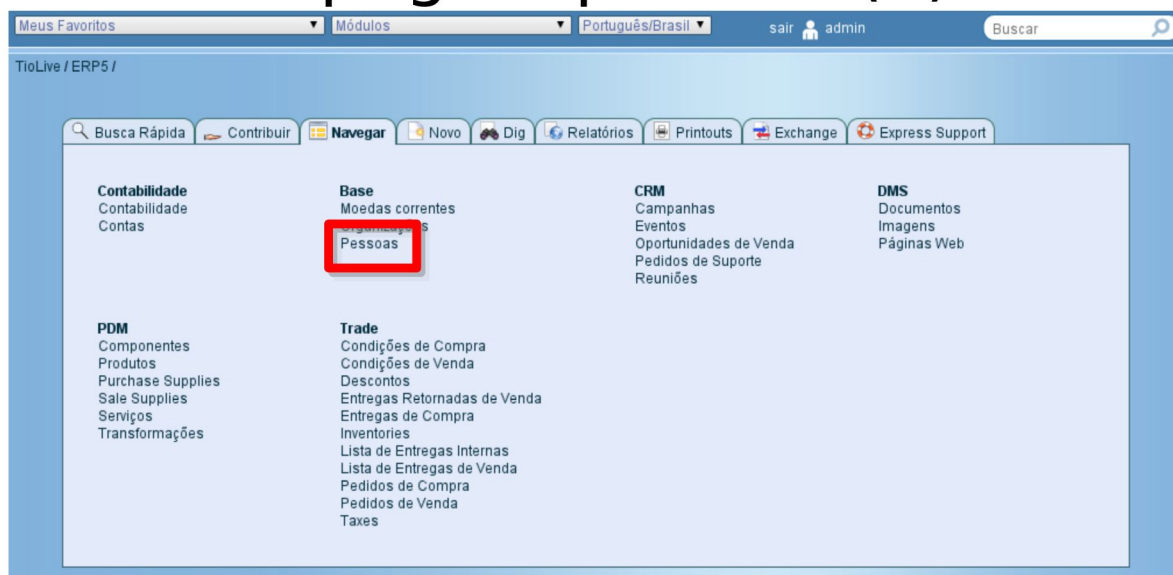 Meus Favoritos Módulos Português/Brasil sair admin Buscar
TioLive / ERP5 /
Busca Rápida Contribuir Navegar Novo Dig Relatórios Printouts Exchange Express Support
Contabilidade
Contabilidade
Contas
Base
Moedas correntes
Organizações
Pessoas
CRM
Campanhas
Eventos
Oportunidades de Venda
Pedidos de Suporte
Reuniões
DMS
Documentos
Imagens
Páginas Web
PDM
Componentes
Produtos
Purchase Supplies
Sale Supplies
Serviços
Transformações
Trade
Condições de Compra
Condições de Venda
Descontos
Entregas Retornadas de Venda
Entregas de Compra
Inventories
Lista de Entregas Internas
Lista de Entregas de Venda
Pedidos de Compra
Pedidos de Venda
Taxes